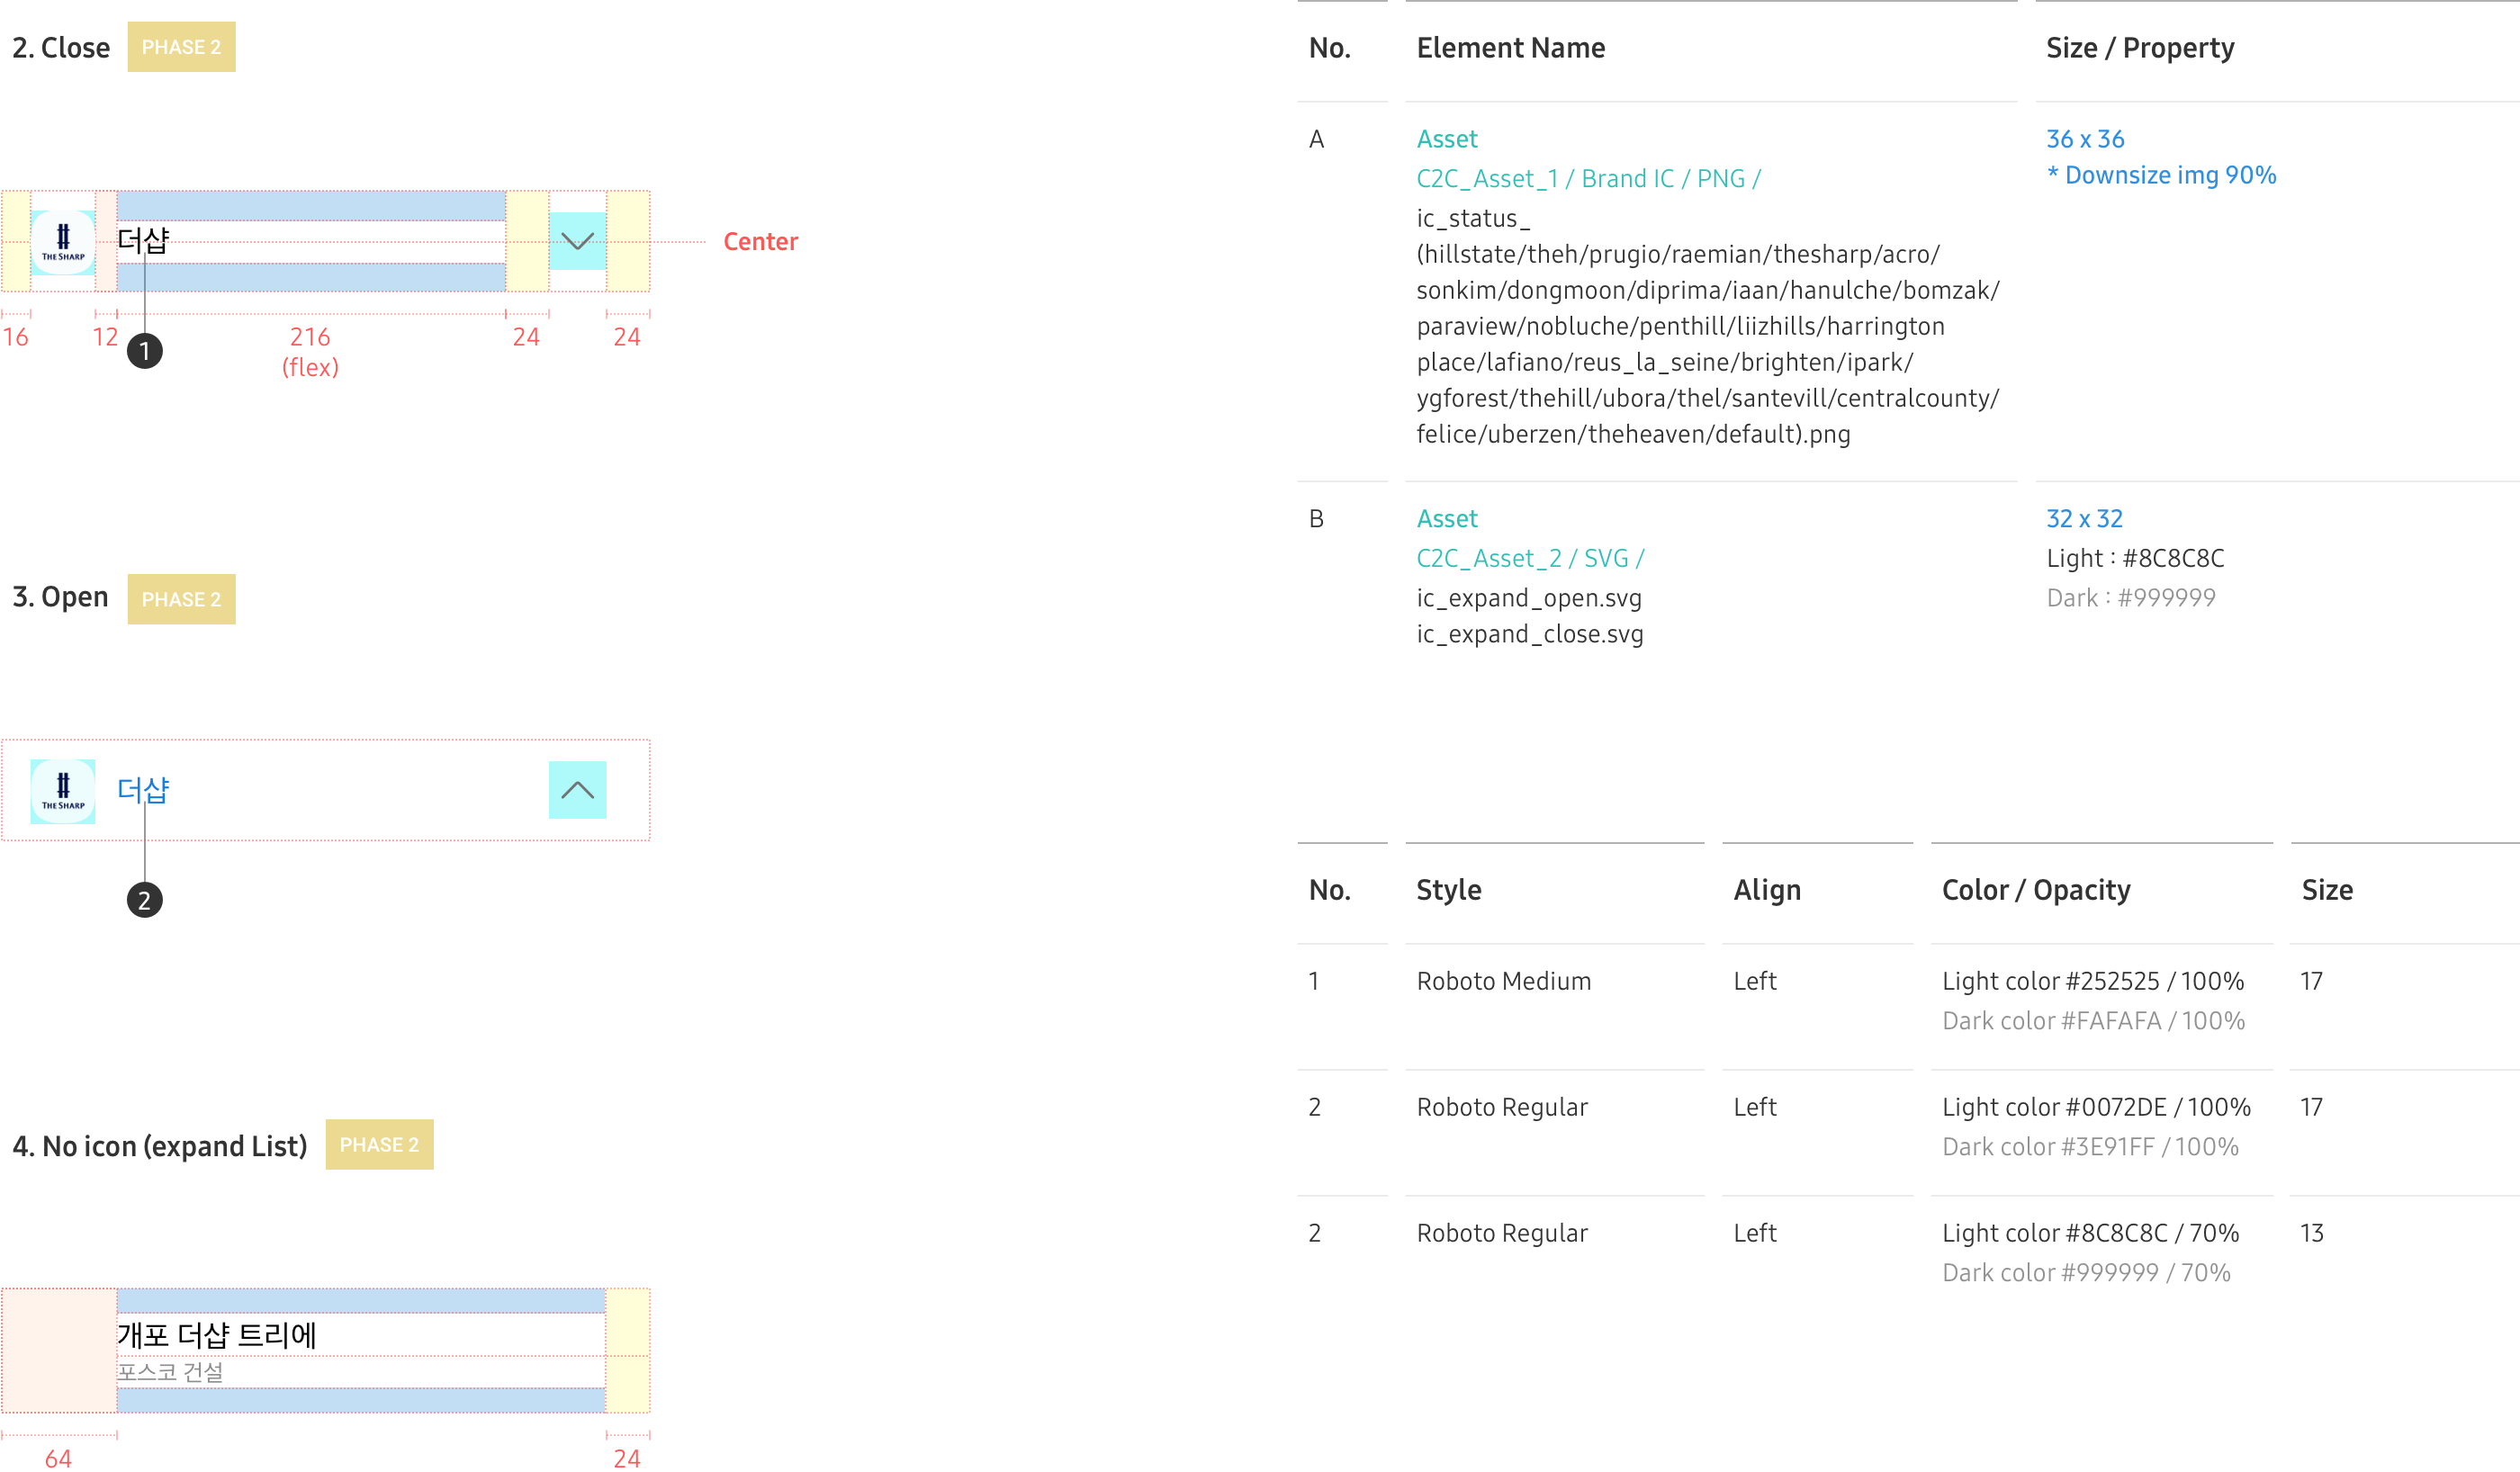 2. Close
PHASE 2
THE SHARP
더샵
Center
16
12
216
(flex)
24
24
1
3. Open
PHASE 2
THE SHARP
더샵
2
4. No icon (expand List)
PHASE 2
개포 더샵 트리에
포스코 건설
64
24
No. Element Name Size / Property
A
Asset
C2C_Asset_1 / Brand IC / PNG /
ic_status_
(hillstate/theh/prugio/raemian/thesharp/acro/
sonkim/dongmoon/diprima/iaan/hanulche/bomzak/
paraview/nobluche/penthill/liizhills/harrington
place/lafiano/reus_la_seine/brighten/ipark/
ygforest/thehill/ubora/thel/santevill/centralcounty/
felice/uberzen/theheaven/default).png
36 x 36
* Downsize img 90%
B
Asset
C2C_Asset_2 / SVG /
ic_expand_open.svg
ic_expand_close.svg
32 x 32
Light : #8C8C8C
Dark : #999999
No. Style Align Color / Opacity Size
1 Roboto Medium Left Light color #252525 / 100% 17
Dark color #FAFAFA / 100%
2 Roboto Regular Left Light color #0072DE / 100% 17
Dark color #3E91FF / 100%
2 Roboto Regular Left Light color #8C8C8C / 70% 13
Dark color #999999 / 70%